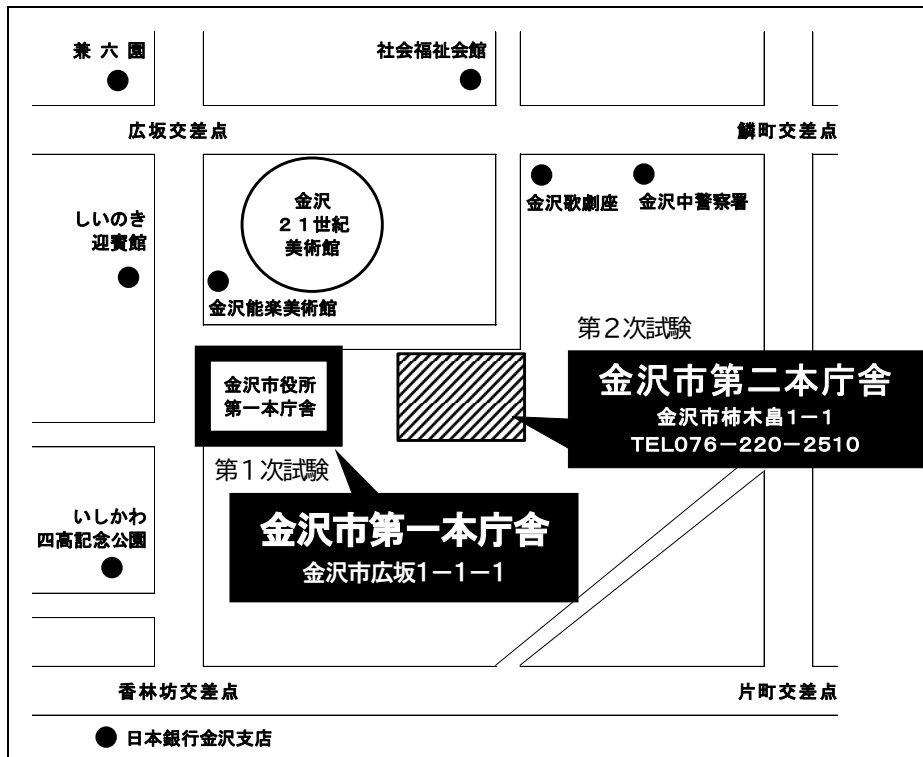 兼六園
社会福祉会館
広坂交差点
鱗町交差点
しいのき
迎賓館
金沢
２１世紀
美術館
金沢歌劇座
金沢中警察署
金沢能楽美術館
第２次試験
金沢市役所
第一本庁舎
金沢市第二本庁舎
金沢市柿木畠1－1
TEL076－220－2510
第１次試験
金沢市第一本庁舎
金沢市広坂1－1－1
いしかわ
四高記念公園
香林坊交差点
片町交差点
日本銀行金沢支店